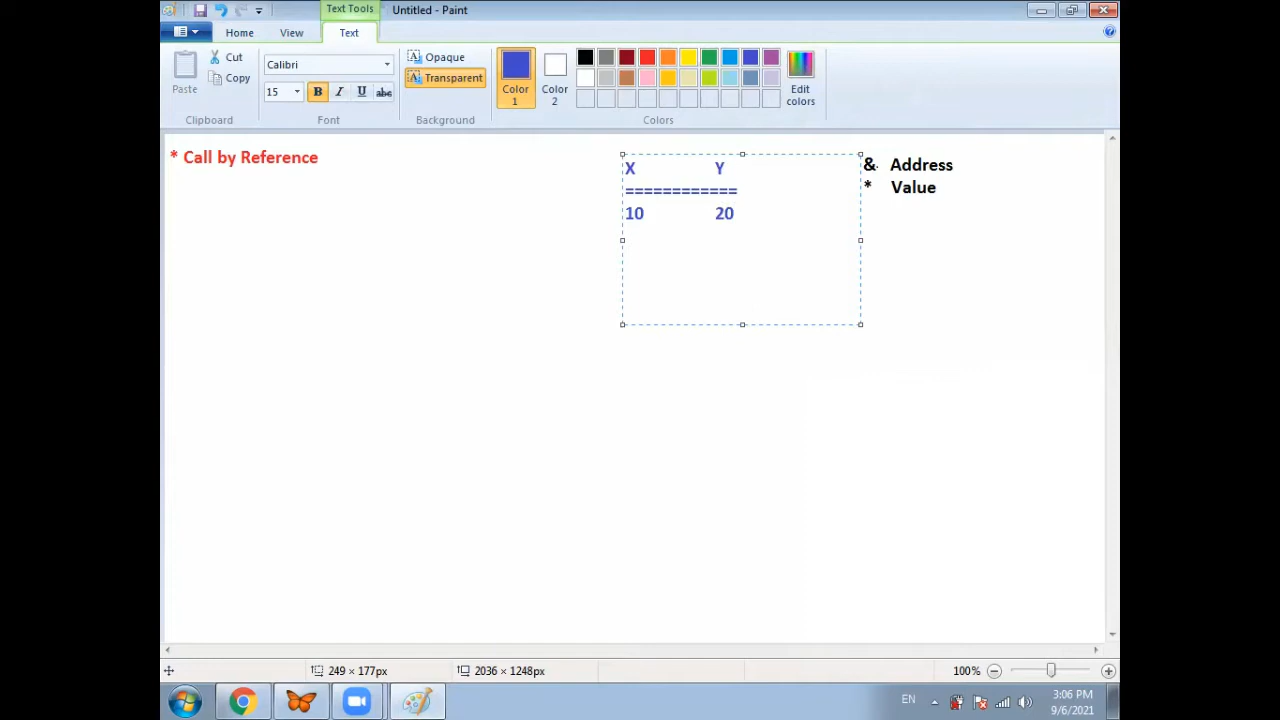 Text Tools
Untitled - Paint
Home
View
Text
Paste
Cut
Copy
Clipboard
Calibri
15
B
I
U
abc
Font
Opaque
Transparent
Background
Color 1
Color 2
Edit colors
Colors
* Call by Reference
X Y
============
10 20
& Address
* Value
249 × 177px
2036 × 1248px
100%
EN
3:06 PM
9/6/2021